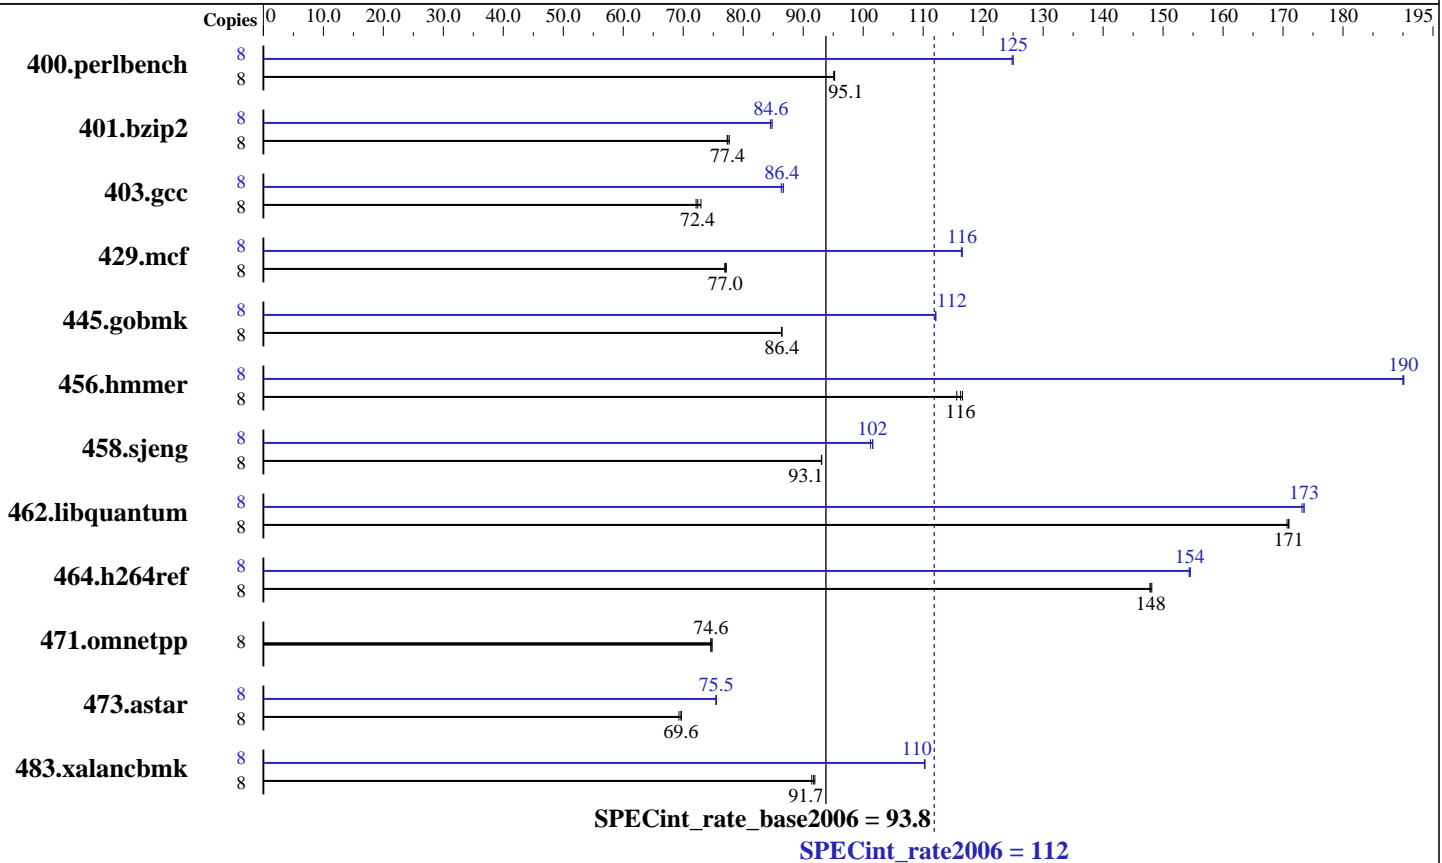 Copies 0 10.0 20.0 30.0 40.0 50.0 60.0 70.0 80.0 90.0 100 110 120 130 140 150 160 170 180 195
400.perlbench 8 125
8 95.1
401.bzip2 8 84.6
8 77.4
403.gcc 8 86.4
8 72.4
429.mcf 8 116
8 77.0
445.gobmk 8 112
8 86.4
456.hmmer 8 190
8 116
458.sjeng 8 102
8 93.1
462.libquantum 8 173
8 171
464.h264ref 8 154
8 148
471.omnetpp 8 74.6
473.astar 8 75.5
8 69.6
483.xalancbmk 8 110
8 91.7
SPECint_rate_base2006 = 93.8
SPECint_rate2006 = 112